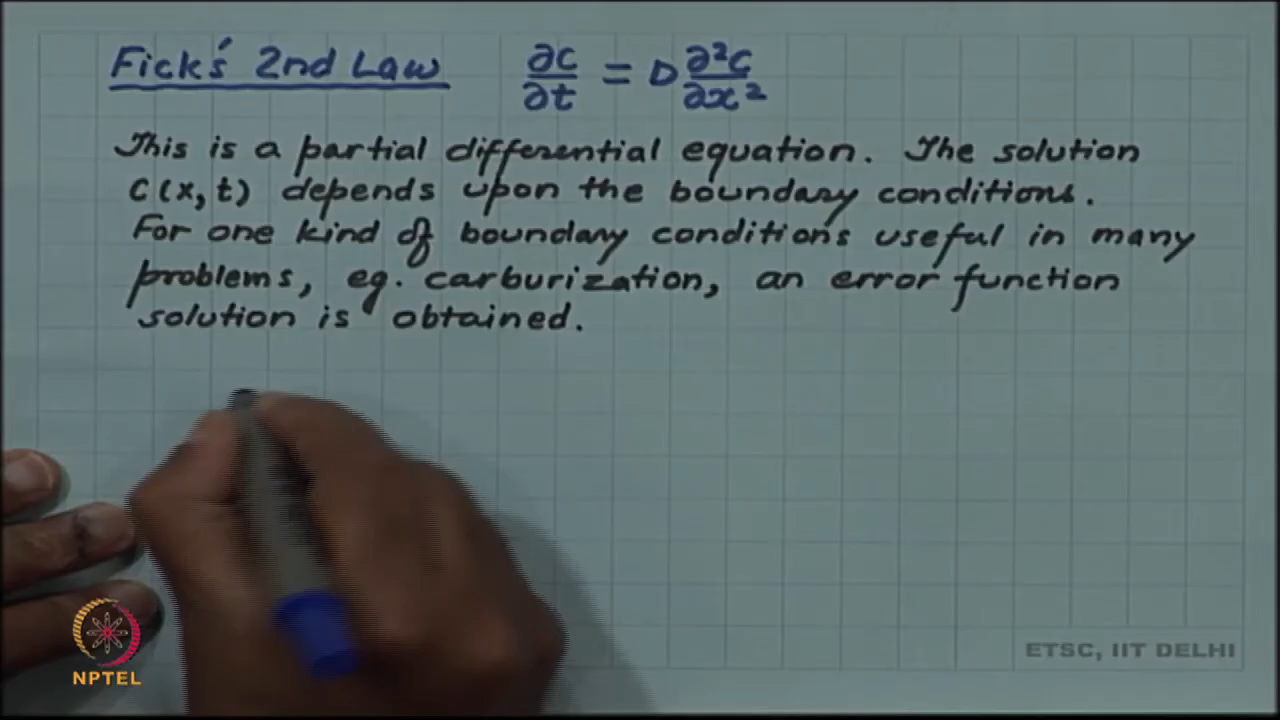 Fick's 2nd Law ∂c/∂t = D ∂²c/∂x²
This is a partial differential equation. The solution
c(x,t) depends upon the boundary conditions.
For one kind of boundary conditions useful in many
problems, eg. carburization, an error function
solution is obtained.
NPTEL
ETSC, IIT DELHI